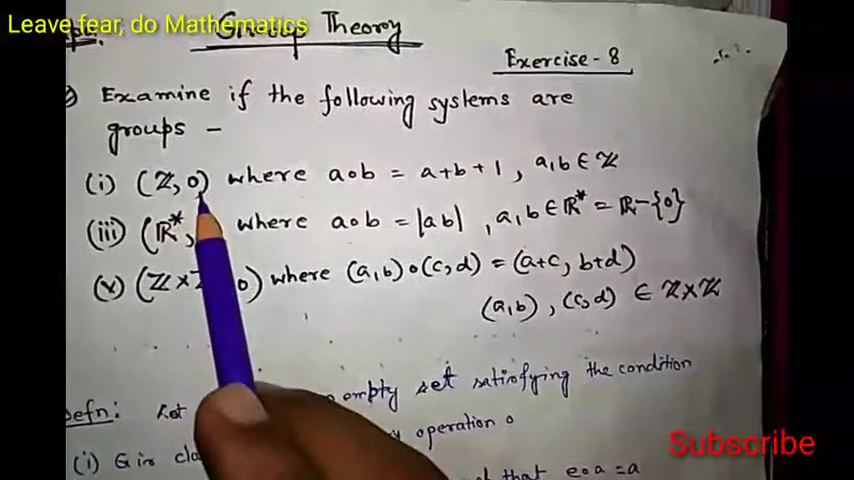 Leave fear, do Mathematics
Group Theory
Exercise-8
Examine if the following systems are
groups –
(i) (ℤ, o) where aob = a+b+1, a,b ∈ ℤ
(iii) (ℝ*, where aob = |ab|, a,b ∈ ℝ* = ℝ-{0}
(v) (ℤ×ℤ, o) where (a,b)o(c,d) = (a+c, b+d)
(a,b), (c,d) ∈ ℤ×ℤ
Defn: Let empty set satisfying the condition
operation o
(i) G is that eoa = a
Subscribe